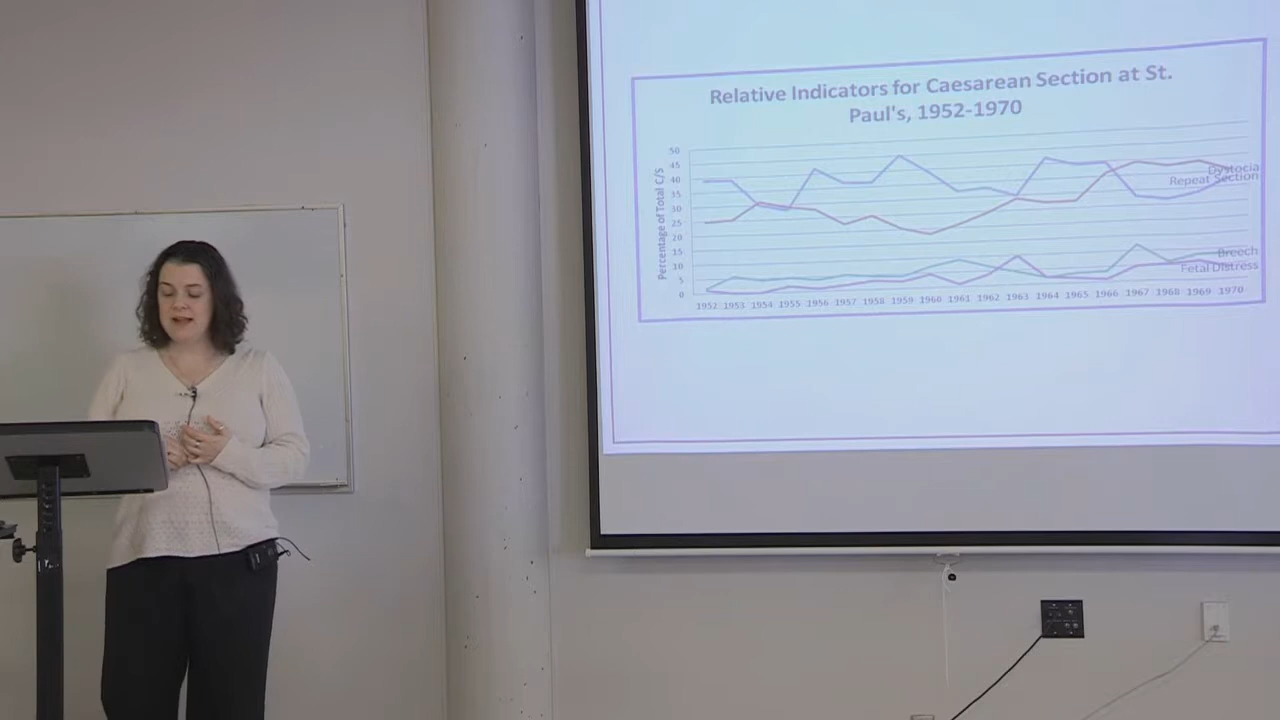 Relative Indicators for Caesarean Section at St.
Paul's, 1952-1970
Percentage of Total C/S
50
45
40
35
30
25
20
15
10
5
0
1952 1953 1954 1955 1956 1957 1958 1959 1960 1961 1962 1963 1964 1965 1966 1967 1968 1969 1970
Dystocia
Repeat Section
Breech
Fetal Distress